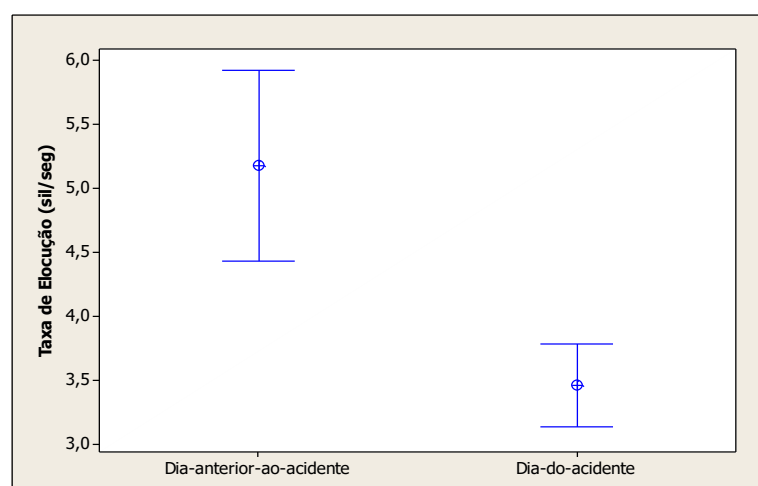 Taxa de Elocução (sil/seg)
6,0
5,5
5,0
4,5
4,0
3,5
3,0
Dia-anterior-ao-acidente
Dia-do-acidente